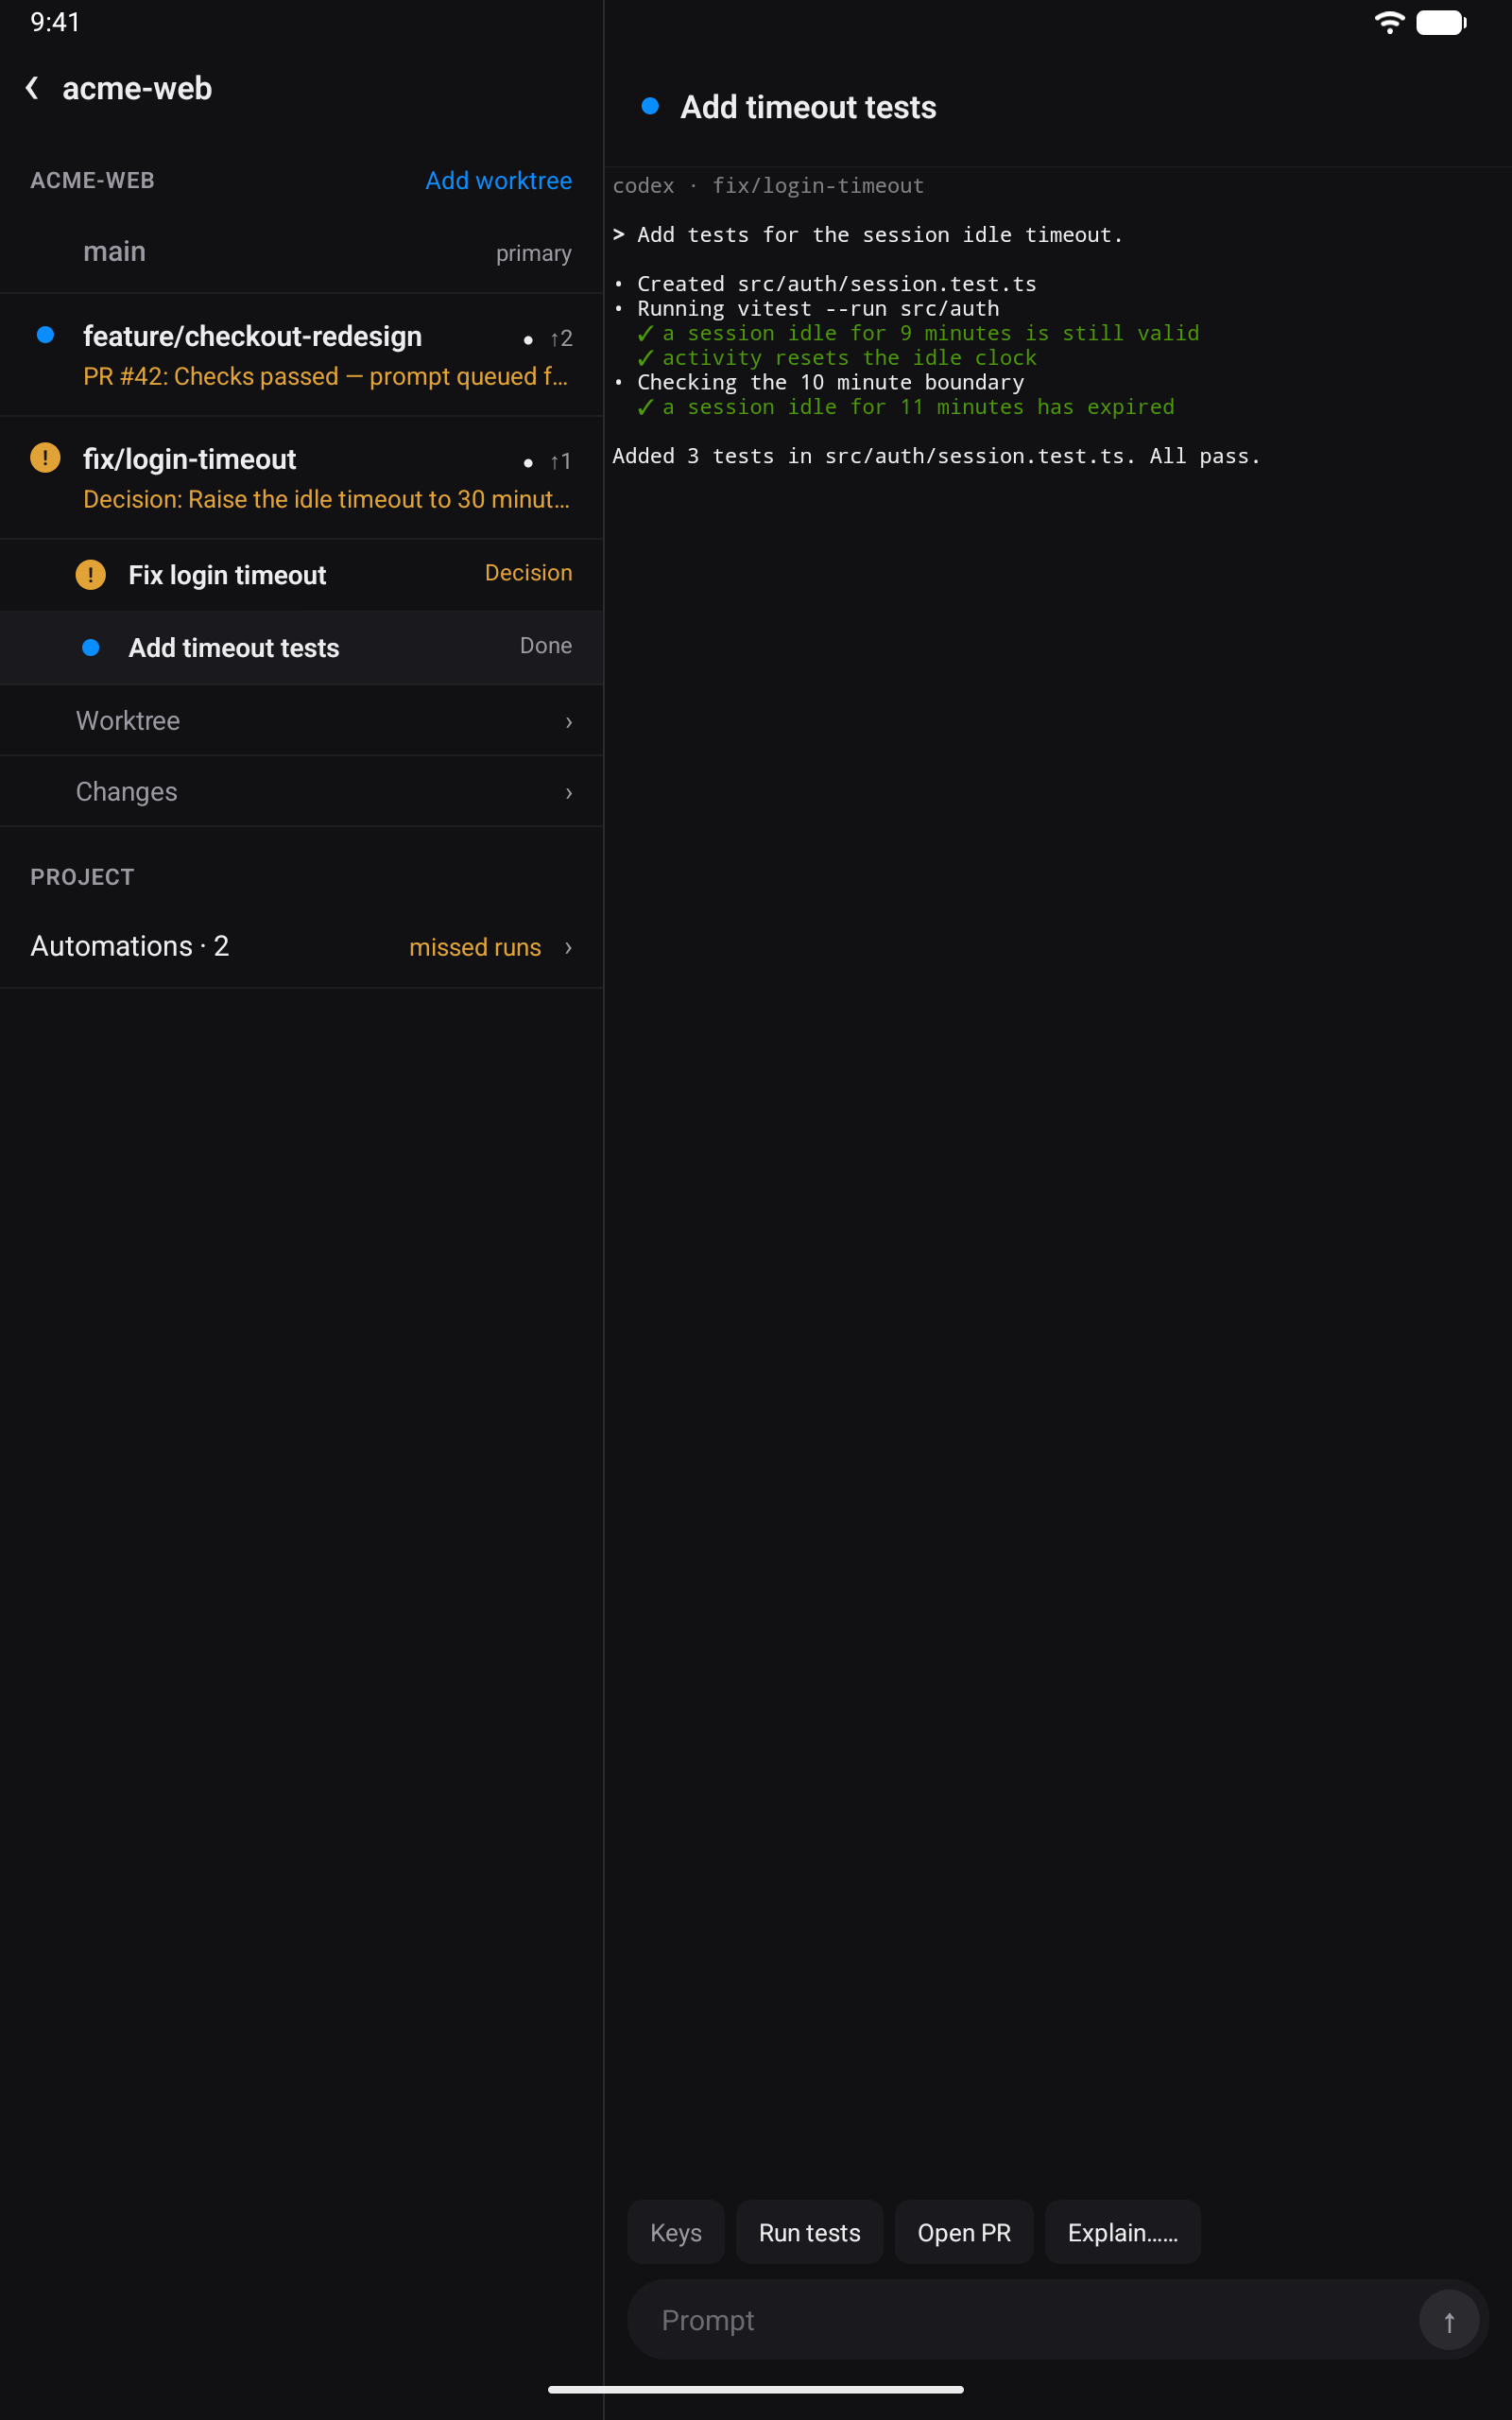 9:41
acme-web
ACME-WEB
Add worktree
main
primary
feature/checkout-redesign
● ↑2
PR #42: Checks passed — prompt queued f…
! fix/login-timeout
● ↑1
Decision: Raise the idle timeout to 30 minut…
! Fix login timeout
Decision
Add timeout tests
Done
Worktree ›
Changes ›
PROJECT
Automations · 2
missed runs ›
Add timeout tests
codex · fix/login-timeout
> Add tests for the session idle timeout.
• Created src/auth/session.test.ts
• Running vitest --run src/auth
✓ a session idle for 9 minutes is still valid
✓ activity resets the idle clock
• Checking the 10 minute boundary
✓ a session idle for 11 minutes has expired
Added 3 tests in src/auth/session.test.ts. All pass.
Keys
Run tests
Open PR
Explain……
Prompt
↑